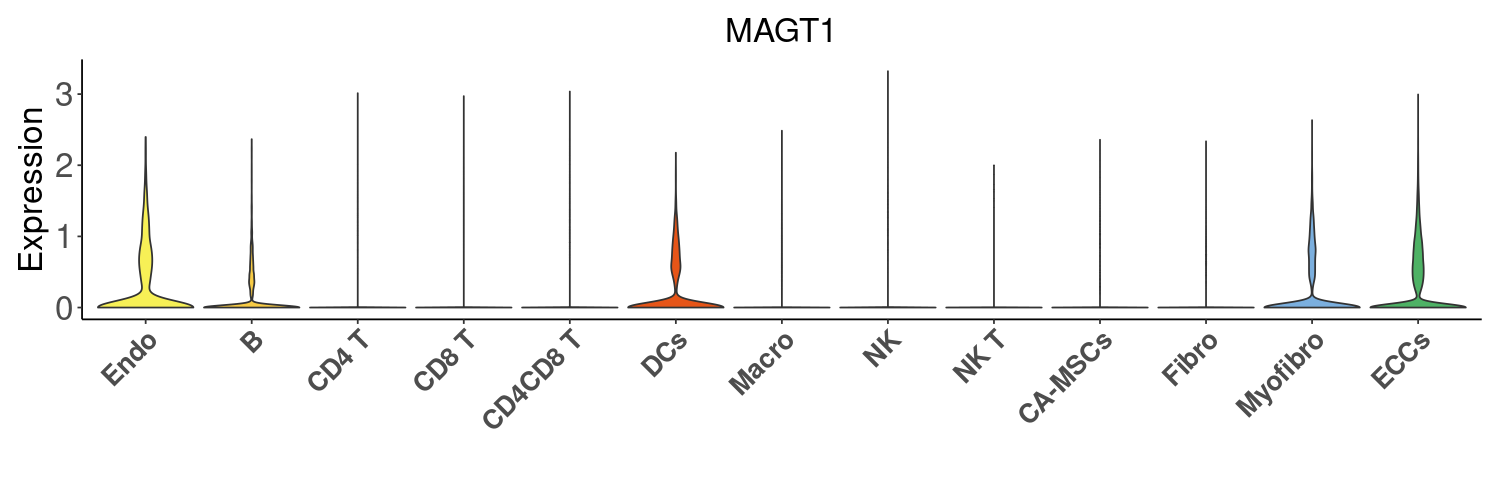 MAGT1
Expression
3
2
1
0
Endo
B
CD4 T
CD8 T
CD4CD8 T
DCs
Macro
NK
NK T
CA-MSCs
Fibro
Myofibro
ECCs